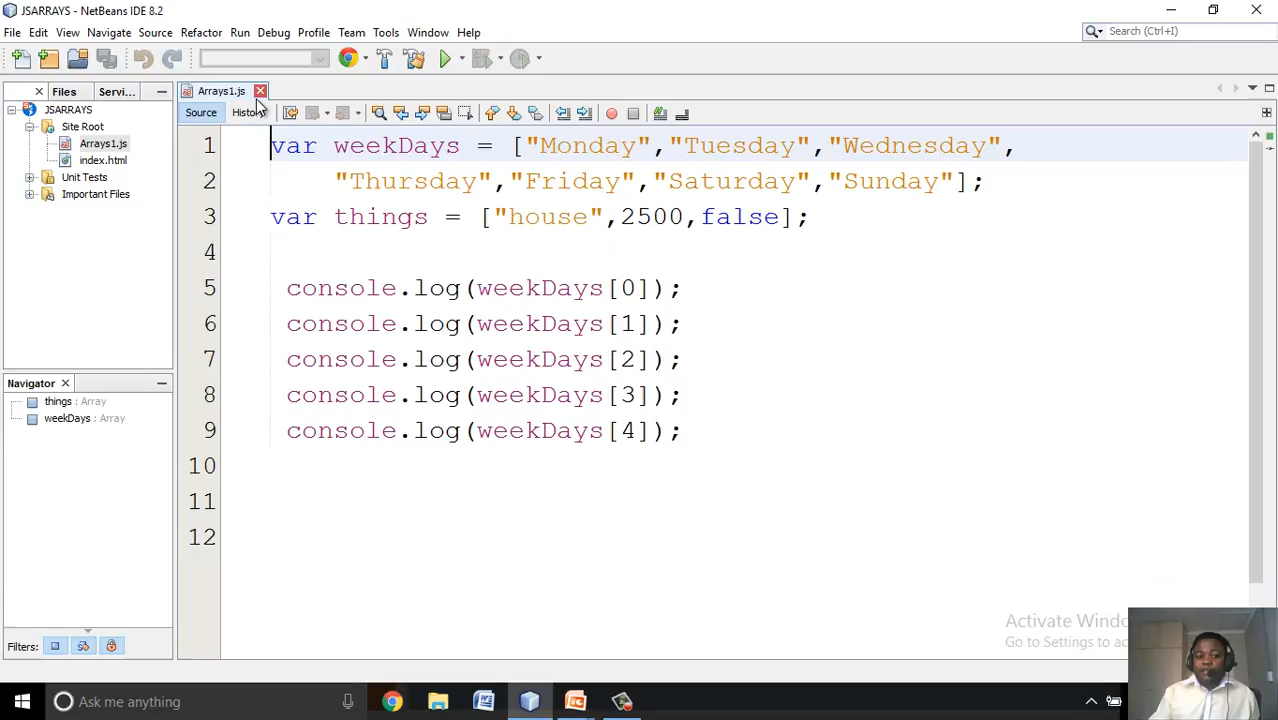 JSARRAYS - NetBeans IDE 8.2
File Edit View Navigate Source Refactor Run Debug Profile Team Tools Window Help
Search (Ctrl+I)
Files Servi...
Arrays1.js
JSARRAYS
Site Root
Arrays1.js
index.html
Unit Tests
Important Files
Navigator
things : Array
weekDays : Array
Filters:
Source History
1 var weekDays = ["Monday","Tuesday","Wednesday",
2 "Thursday","Friday","Saturday","Sunday"];
3 var things = ["house",2500,false];
4
5 console.log(weekDays[0]);
6 console.log(weekDays[1]);
7 console.log(weekDays[2]);
8 console.log(weekDays[3]);
9 console.log(weekDays[4]);
10
11
12
Activate Windo
Go to Settings to ac
Ask me anything